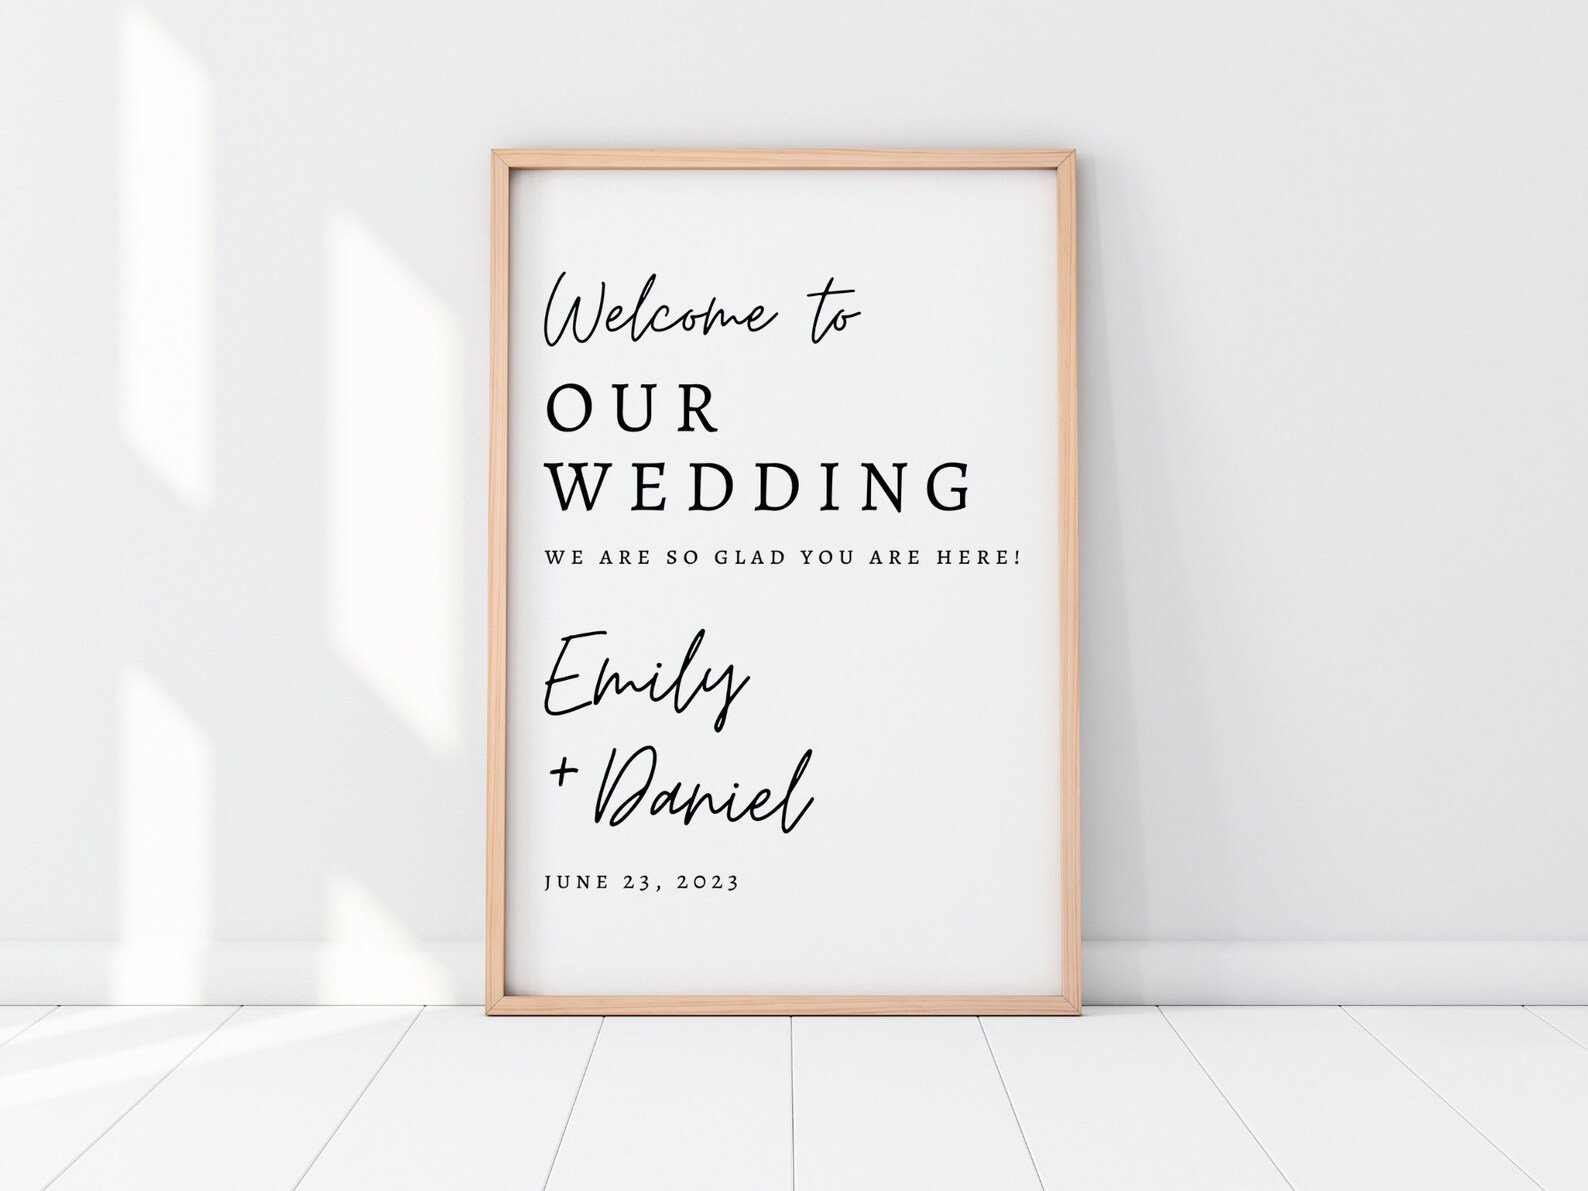 Welcome to
OUR
WEDDING
WE ARE SO GLAD YOU ARE HERE!
Emily
+ Daniel
JUNE 23, 2023